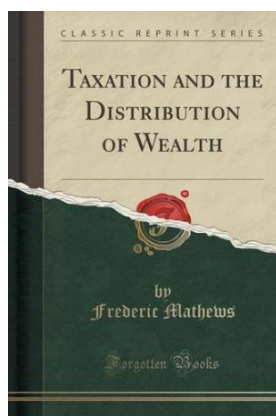 CLASSIC REPRINT SERIES
TAXATION AND THE
DISTRIBUTION
OF WEALTH
F
by
Frederic Mathews
Forgotten Books